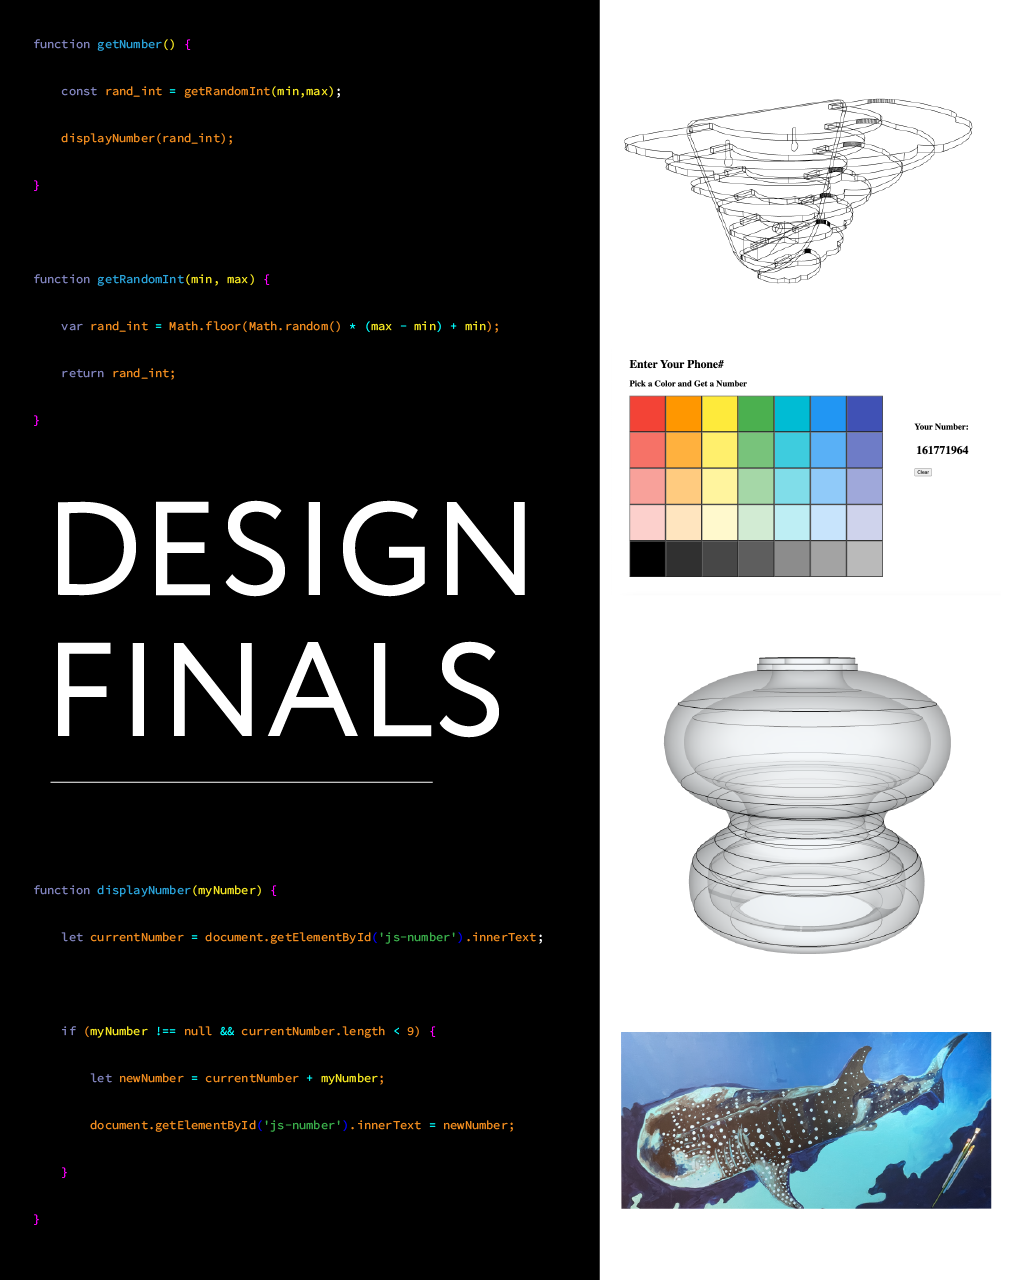 function getNumber() {
const rand_int = getRandomInt(min,max);
displayNumber(rand_int);
}
function getRandomInt(min, max) {
var rand_int = Math.floor(Math.random() * (max - min) + min);
return rand_int;
}
DESIGN
FINALS
function displayNumber(myNumber) {
let currentNumber = document.getElementById('js-number').innerText;
if (myNumber !== null && currentNumber.length < 9) {
let newNumber = currentNumber + myNumber;
document.getElementById('js-number').innerText = newNumber;
}
}
Enter Your Phone#
Pick a Color and Get a Number
Your Number:
161771964
Clear